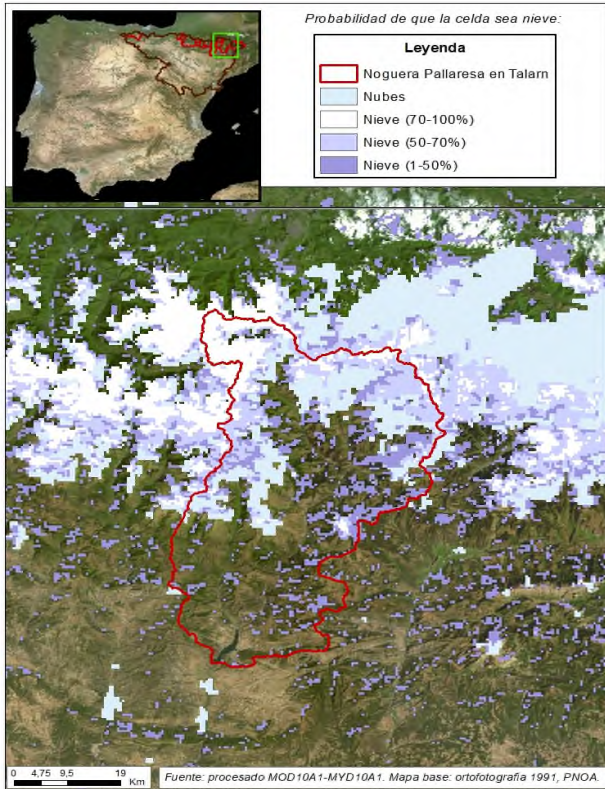 Probabilidad de que la celda sea nieve:
Leyenda
Noguera Pallaresa en Talarn
Nubes
Nieve (70-100%)
Nieve (50-70%)
Nieve (1-50%)
0 4,75 9,5 19
Km
Fuente: procesado MOD10A1-MYD10A1. Mapa base: ortofotografía 1991, PNOA.